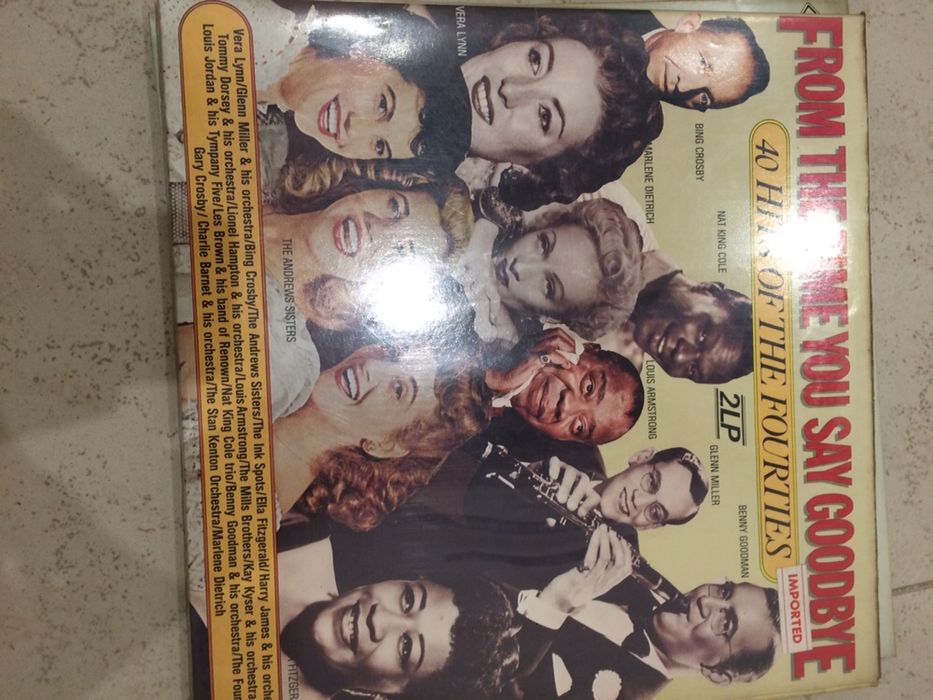 FROM THE TIME YOU SAY GOODBYE
40 HITS OF THE FOURTIES
IMPORTED
2LP
BING CROSBY
NAT KING COLE
BENNY GOODMAN
GLENN MILLER
VERA LYNN
MARLENE DIETRICH
LOUIS ARMSTRONG
THE ANDREWS SISTERS
FITZGER
Vera Lynn/Glenn Miller & his orchestra/Bing Crosby/The Andrews Sisters/The Ink Spots/Ella Fitzgerald/Harry James & his orche
Tommy Dorsey & his orchestra/Lionel Hampton & his orchestra/Louis Armstrong/The Mills Brothers/Kay Kyser & his orchestra
Louis Jordan & his Tympany Five/Les Brown & his band of Renown/Nat King Cole trio/Benny Goodman & his orchestra/The Four
Gary Crosby/Charlie Barnet & his orchestra/The Stan Kenton Orchestra/Marlene Dietrich